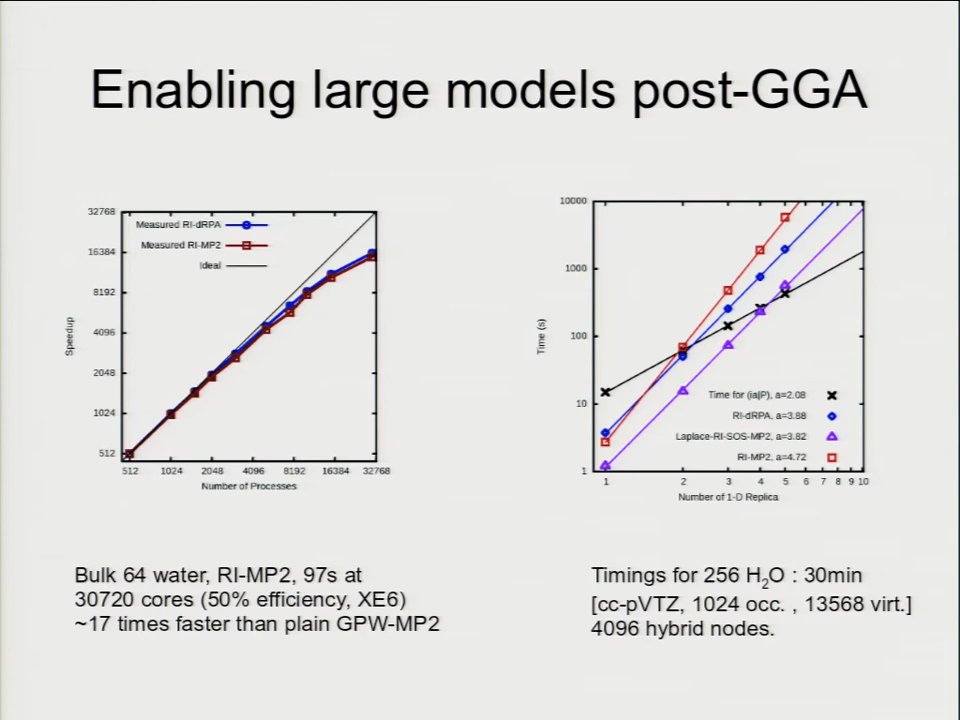 Enabling large models post-GGA
32768
16384
8192
4096
2048
1024
512
Speedup
Measured RI-dRPA
Measured RI-MP2
Ideal
512 1024 2048 4096 8192 16384 32768
Number of Processes
10000
1000
100
10
1
Time (s)
Time for (ia|P), a=2.08
RI-dRPA, a=3.88
Laplace-RI-SOS-MP2, a=3.82
RI-MP2, a=4.72
1 2 3 4 5 6 7 8 9 10
Number of 1-D Replica
Bulk 64 water, RI-MP2, 97s at
30720 cores (50% efficiency, XE6)
~17 times faster than plain GPW-MP2
Timings for 256 H₂O : 30min
[cc-pVTZ, 1024 occ. , 13568 virt.]
4096 hybrid nodes.